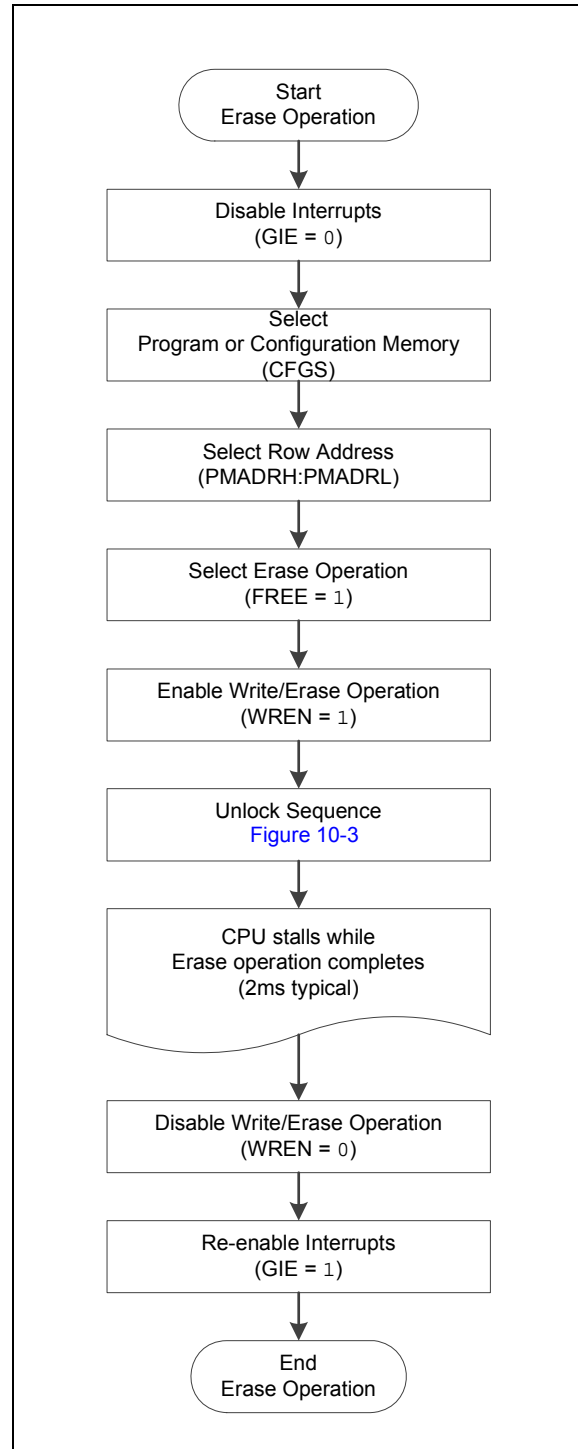 Start
Erase Operation
Disable Interrupts
(GIE = 0)
Select
Program or Configuration Memory
(CFGS)
Select Row Address
(PMADRH:PMADRL)
Select Erase Operation
(FREE = 1)
Enable Write/Erase Operation
(WREN = 1)
Unlock Sequence
Figure 10-3
CPU stalls while
Erase operation completes
(2ms typical)
Disable Write/Erase Operation
(WREN = 0)
Re-enable Interrupts
(GIE = 1)
End
Erase Operation